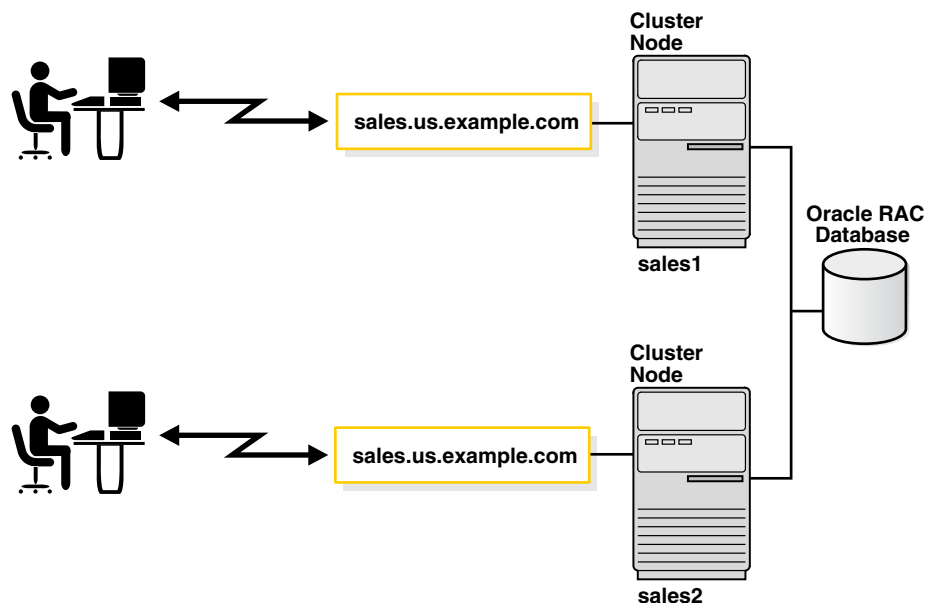 Cluster
Node
sales.us.example.com
sales1
Oracle RAC
Database
Cluster
Node
sales.us.example.com
sales2